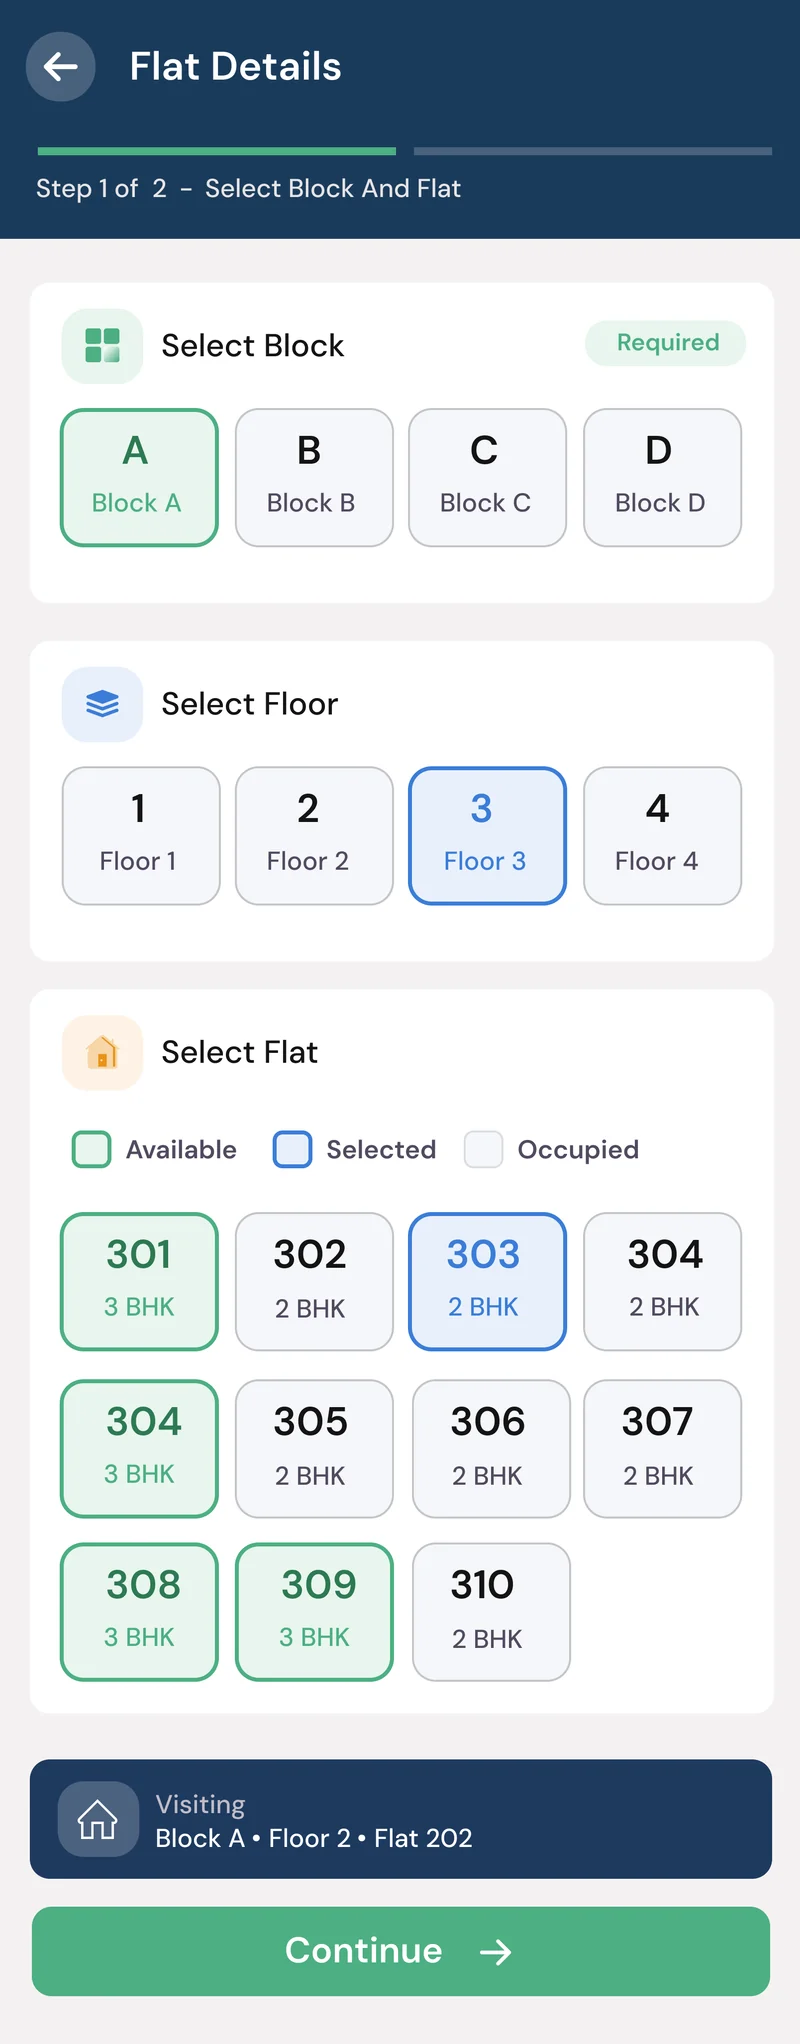 Flat Details
Step 1 of 2 - Select Block And Flat
Select Block
Required
A
Block A
B
Block B
C
Block C
D
Block D
Select Floor
1
Floor 1
2
Floor 2
3
Floor 3
4
Floor 4
Select Flat
Available
Selected
Occupied
301
3 BHK
302
2 BHK
303
2 BHK
304
2 BHK
304
3 BHK
305
2 BHK
306
2 BHK
307
2 BHK
308
3 BHK
309
3 BHK
310
2 BHK
Visiting
Block A • Floor 2 • Flat 202
Continue →